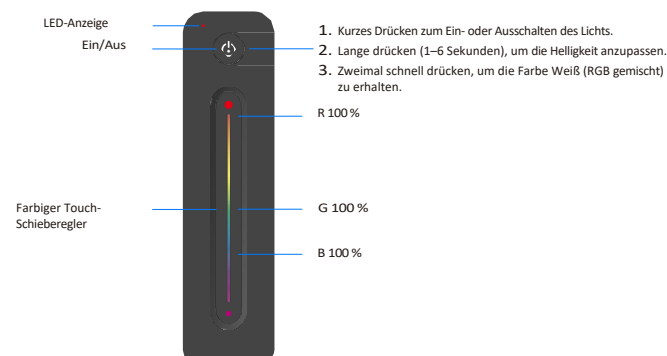 LED-Anzeige
Ein/Aus
1. Kurzes Drücken zum Ein- oder Ausschalten des Lichts.
2. Lange drücken (1–6 Sekunden), um die Helligkeit anzupassen.
3. Zweimal schnell drücken, um die Farbe Weiß (RGB gemischt)
zu erhalten.
R 100 %
Farbiger Touch-
Schieberegler
G 100 %
B 100 %